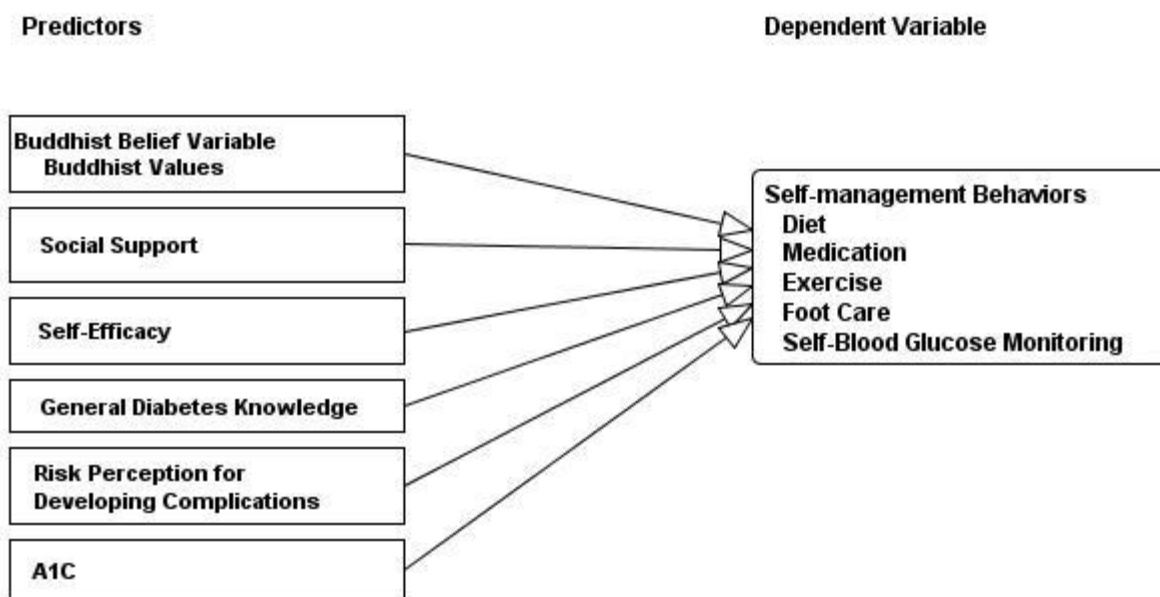 Predictors
Dependent Variable
Buddhist Belief Variable
Buddhist Values
Social Support
Self-Efficacy
General Diabetes Knowledge
Risk Perception for
Developing Complications
A1C
Self-management Behaviors
Diet
Medication
Exercise
Foot Care
Self-Blood Glucose Monitoring